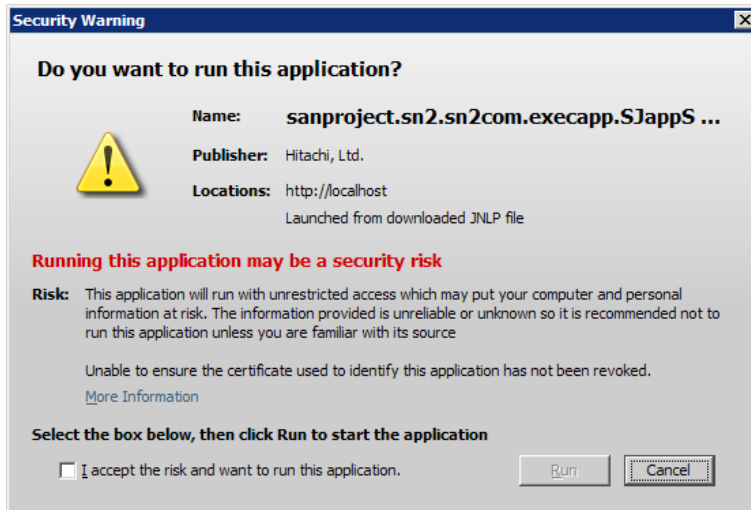 Security Warning
Do you want to run this application?
Name: sanproject.sn2.sn2com.execapp.SJappS ...
Publisher: Hitachi, Ltd.
Locations: http://localhost
Launched from downloaded JNLP file
Running this application may be a security risk
Risk: This application will run with unrestricted access which may put your computer and personal
information at risk. The information provided is unreliable or unknown so it is recommended not to
run this application unless you are familiar with its source
Unable to ensure the certificate used to identify this application has not been revoked.
More Information
Select the box below, then click Run to start the application
I accept the risk and want to run this application.
Run
Cancel